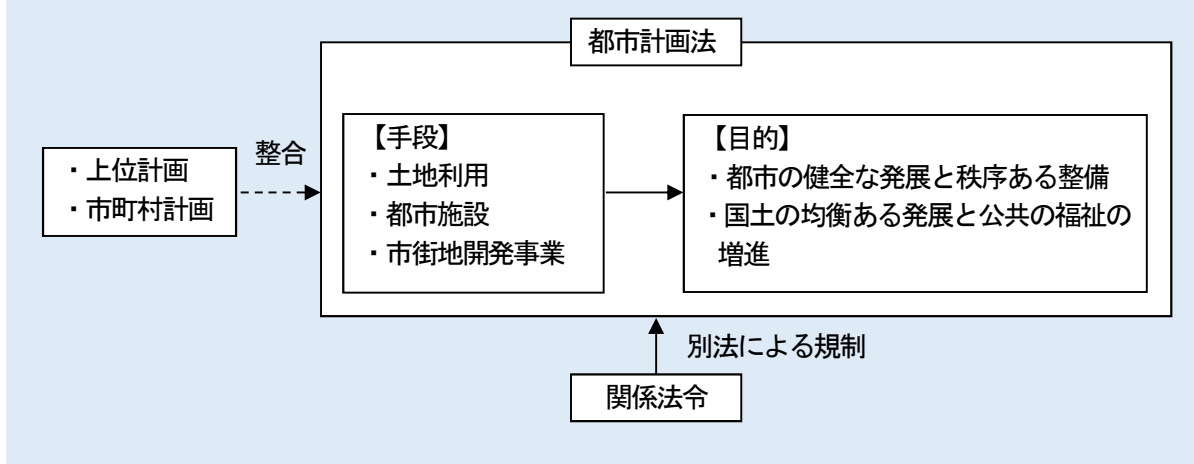 都市計画法
・上位計画
・市町村計画
整合
【手段】
・土地利用
・都市施設
・市街地開発事業
【目的】
・都市の健全な発展と秩序ある整備
・国土の均衡ある発展と公共の福祉の
増進
別法による規制
関係法令